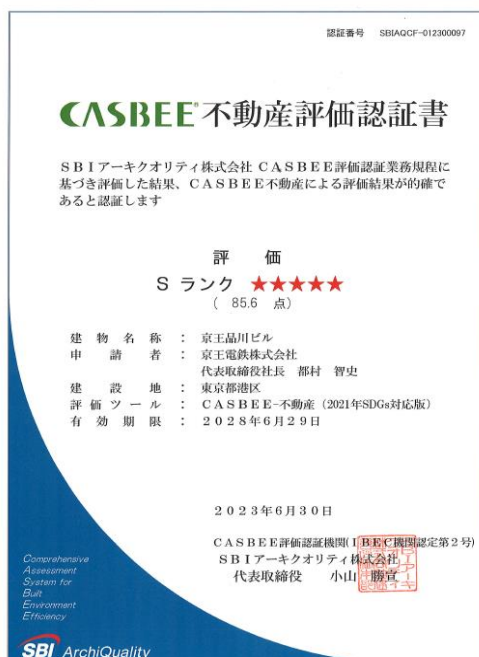 認証番号 SBIAQCF-012300097
CASBEE® 不動産評価認証書
SBIアーキクオリティ株式会社 CASBEE評価認証業務規程に
基づき評価した結果、CASBEE不動産による評価結果が的確で
あると認証します
評 価
S ランク ★★★★★
( 85.6 点)
建物名称 : 京王品川ビル
申請者 : 京王電鉄株式会社
代表取締役社長 都村 智史
建設地 : 東京都港区
評価ツール : CASBEE-不動産(2021年SDGs対応版)
有効期限 : 2028年6月29日
2023年6月30日
CASBEE評価認証機関(IBEC機関認定第2号)
SBIアーキクオリティ株式会社
代表取締役 小山 勝宣
Comprehensive
Assessment
System for
Built
Environment
Efficiency
SBI ArchiQuality